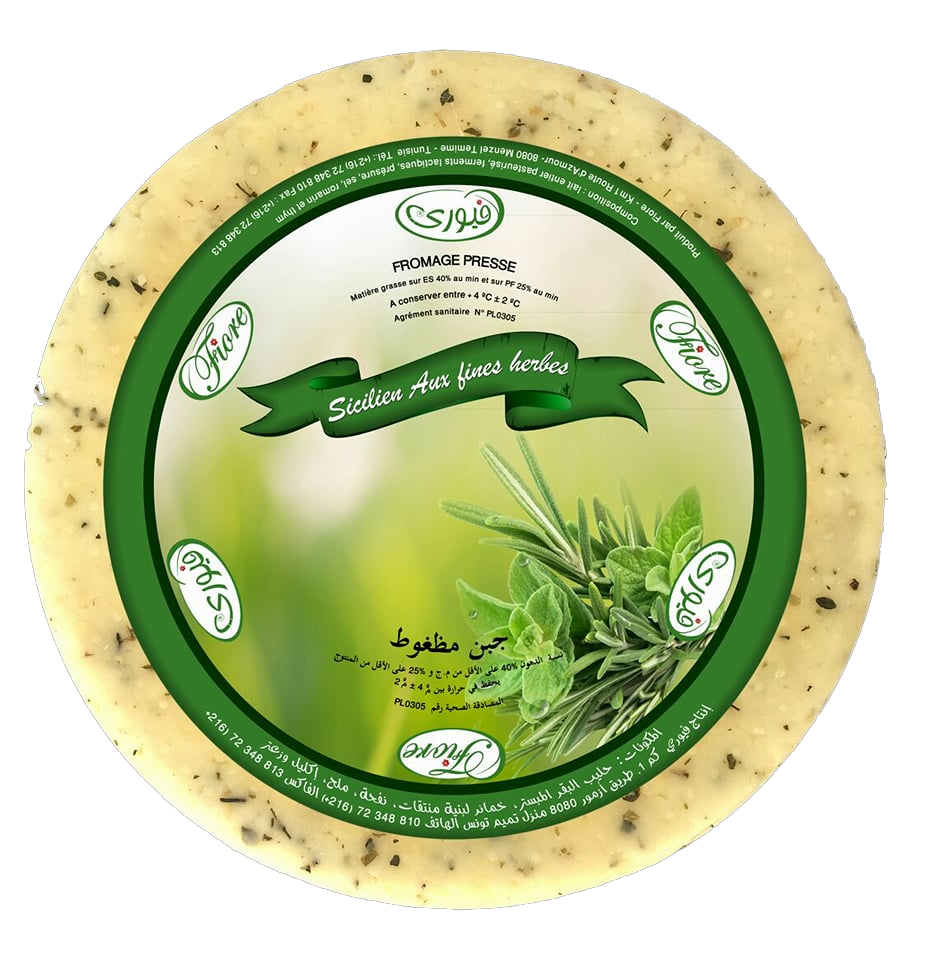 Produit par Fiore - Km1 Route d'Azmour- 8080 Menzel Temime - Tunisie Tél.: (+216) 72 348 810 Fax : (+216) 72 348 813
Composition : lait entier pasteurisé, ferments lactiques, présure, sel, romarin et thym
فيوري
FROMAGE PRESSE
Matière grasse sur ES 40% au min et sur PF 25% au min
A conserver entre + 4 ºC ± 2 ºC
Agrément sanitaire N° PL0305
Fiore
Fiore
Sicilien Aux fines herbes
فيوري
فيوري
جبن مظغوط
نسبة الدهون 40% على الأقل من م.ج و 25% على الأقل من المنتوج
يحفظ في حرارة بين 4 ± 2 م°
المصادقة الصحية رقم PL0305
Fiore
المكونات: حليب البقر المبستر، خمائر لبنية منتقات، نفحة، ملح، إكليل وزعتر
إنتاج فيوري كم 1. طريق أزمور 8080 منزل تميم تونس الهاتف 810 348 72 (216+) الفاكس 813 348 72 (216+